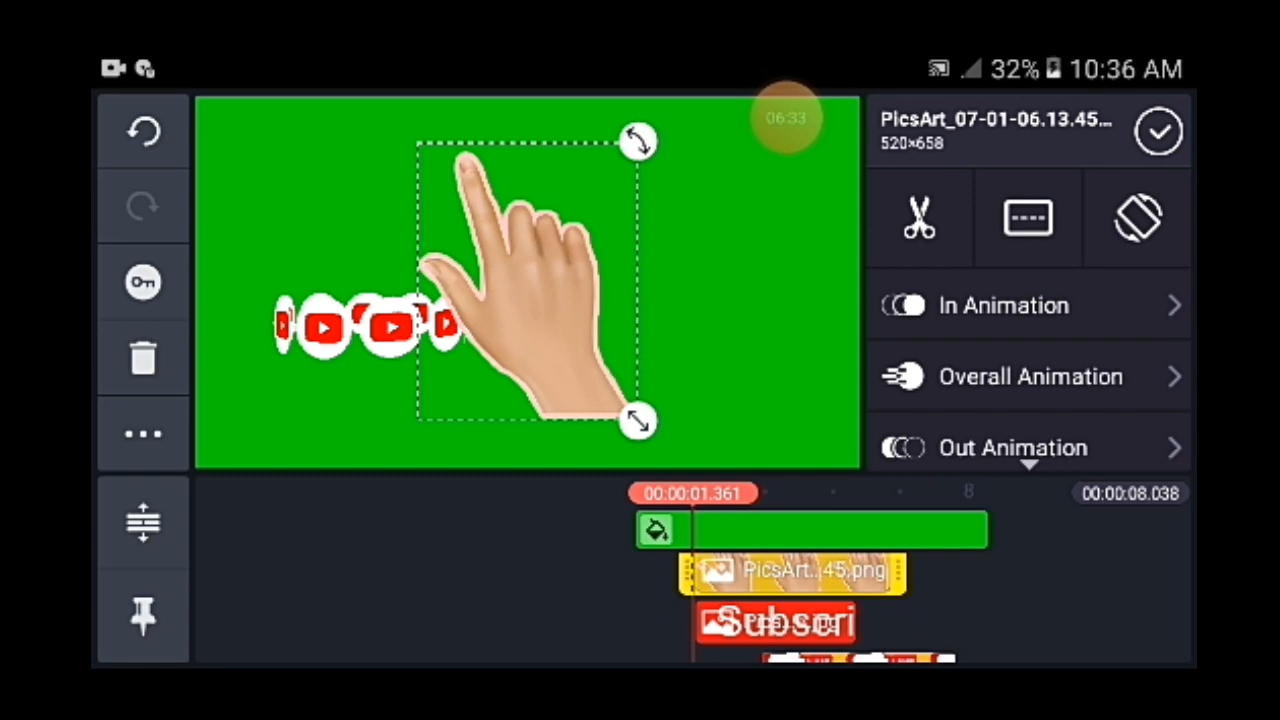 32% 10:36 AM
06:33
PicsArt_07-01-06.13.45...
520×658
In Animation
Overall Animation
Out Animation
00:00:01.361
8
00:00:08.038
PicsArt...45.png
Subscri